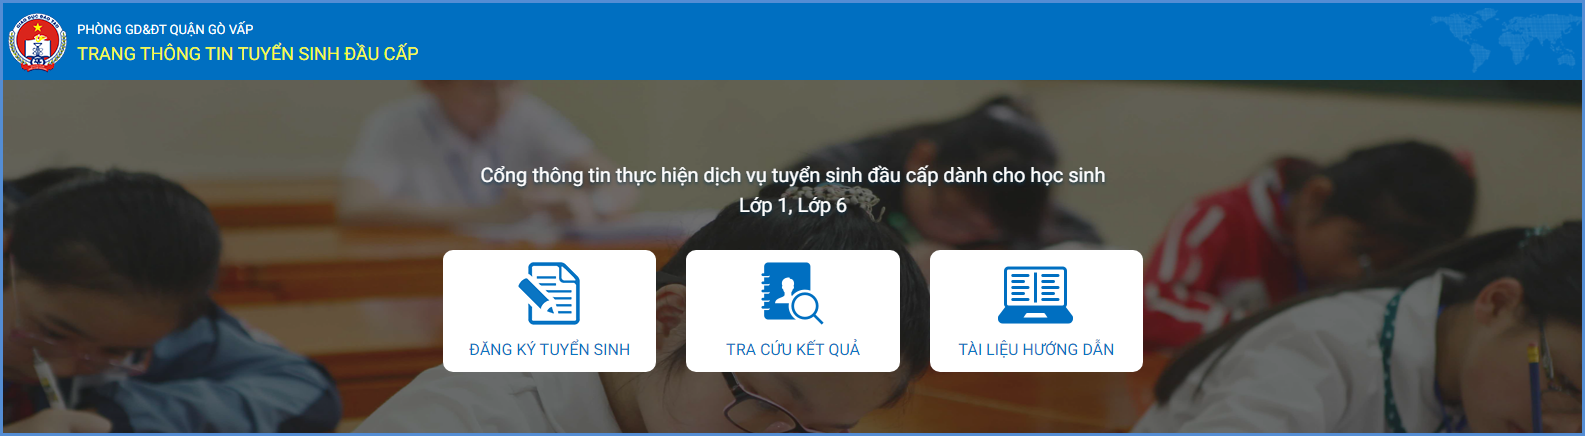 PHÒNG GD&ĐT QUẬN GÒ VẤP
TRANG THÔNG TIN TUYỂN SINH ĐẦU CẤP
Cổng thông tin thực hiện dịch vụ tuyển sinh đầu cấp dành cho học sinh
Lớp 1, Lớp 6
ĐĂNG KÝ TUYỂN SINH
TRA CỨU KẾT QUẢ
TÀI LIỆU HƯỚNG DẪN